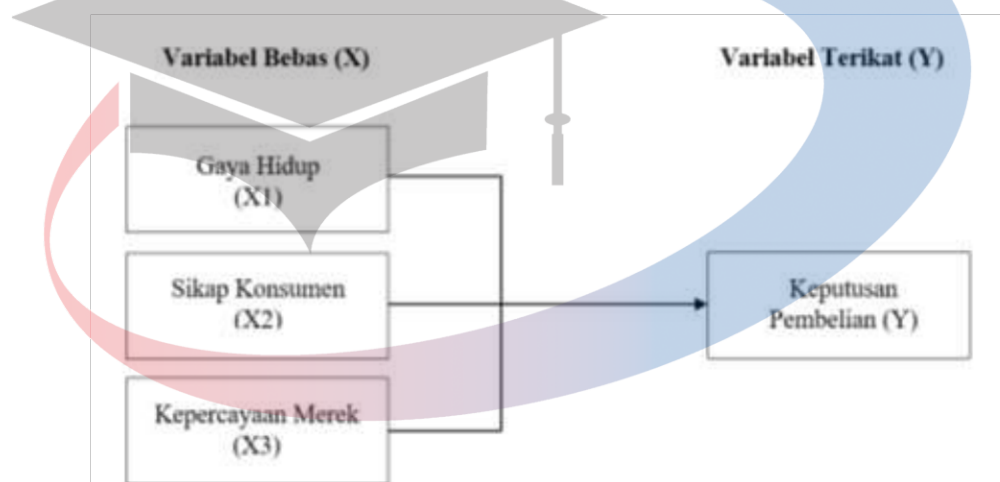 Variabel Bebas (X)
Variabel Terikat (Y)
Gaya Hidup
(X1)
Sikap Konsumen
(X2)
Keputusan
Pembelian (Y)
Kepercayaan Merek
(X3)